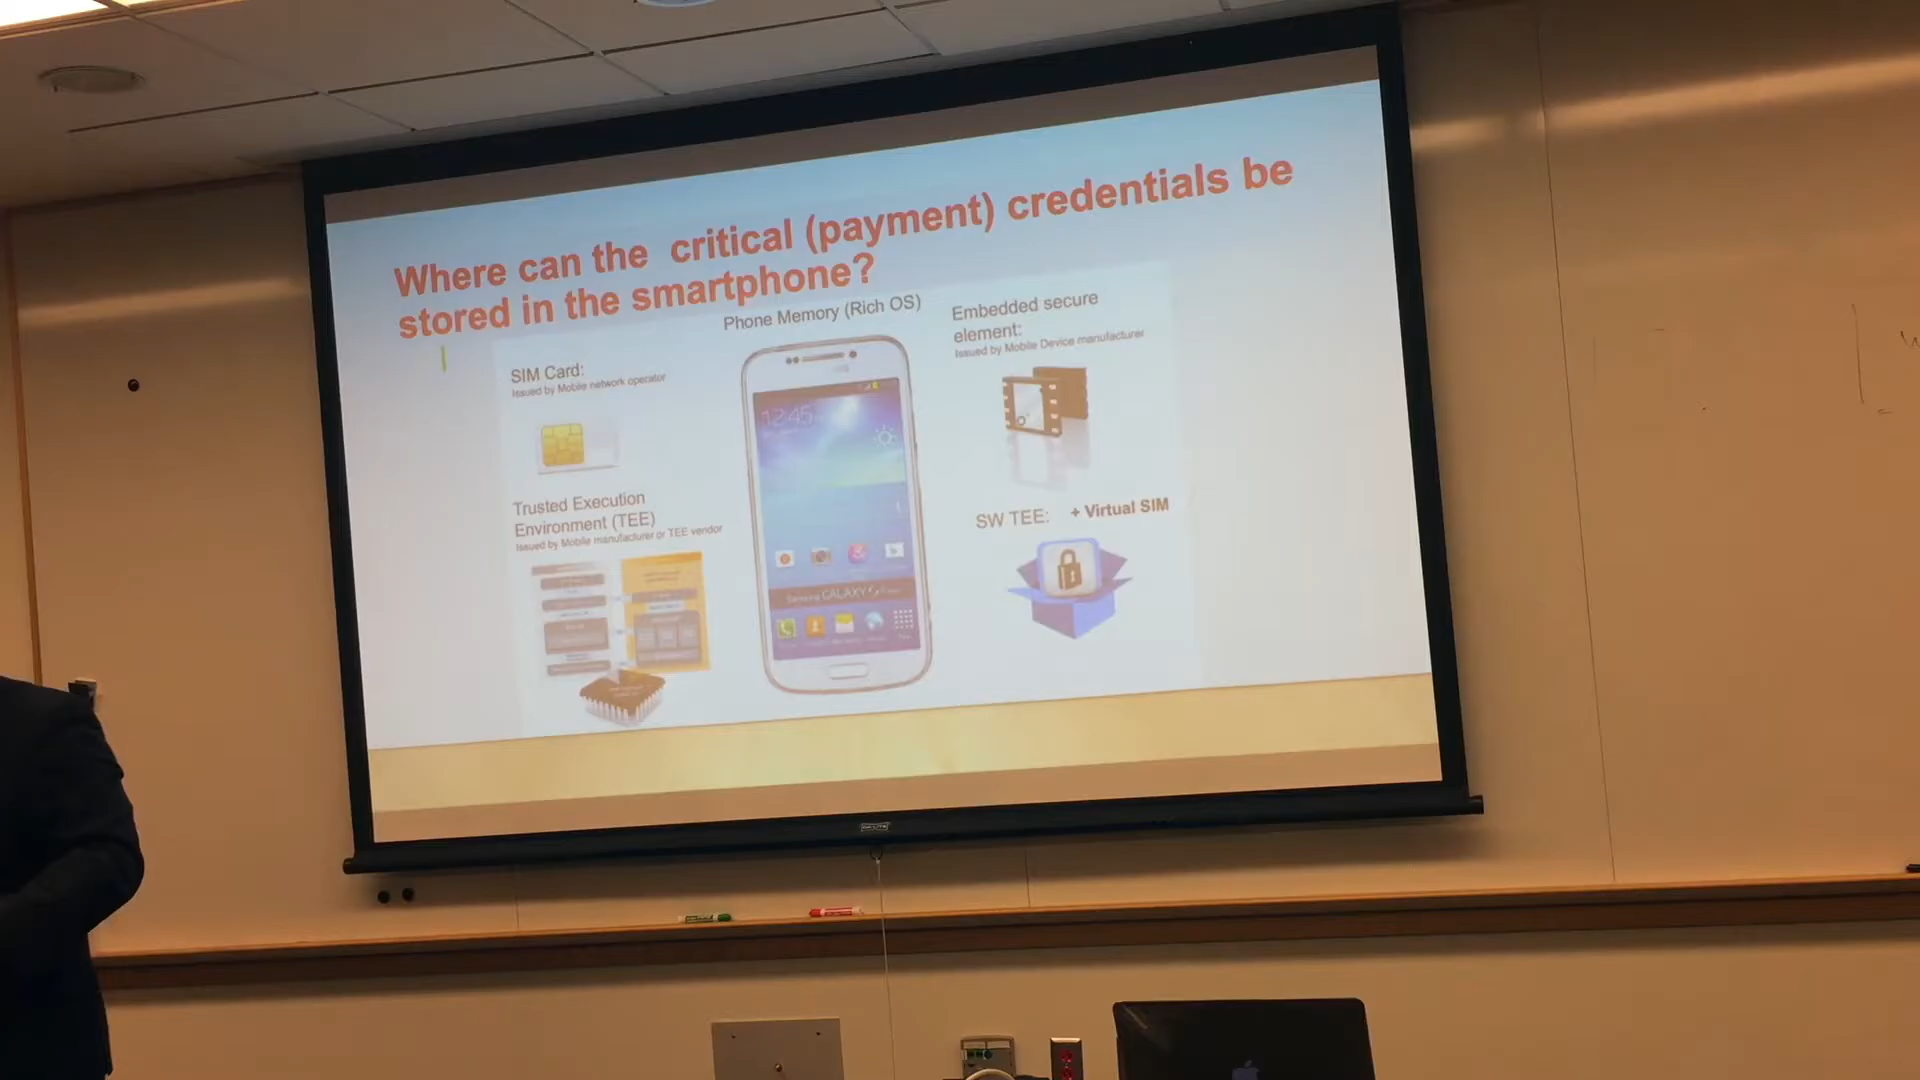 Where can the critical (payment) credentials be
stored in the smartphone?
Phone Memory (Rich OS)
Embedded secure
element:
Issued by Mobile Device manufacturer
SIM Card:
Issued by Mobile network operator
12:45
Trusted Execution
Environment (TEE)
Issued by Mobile manufacturer or TEE vendor
SW TEE: + Virtual SIM
Samsung GALAXY S4